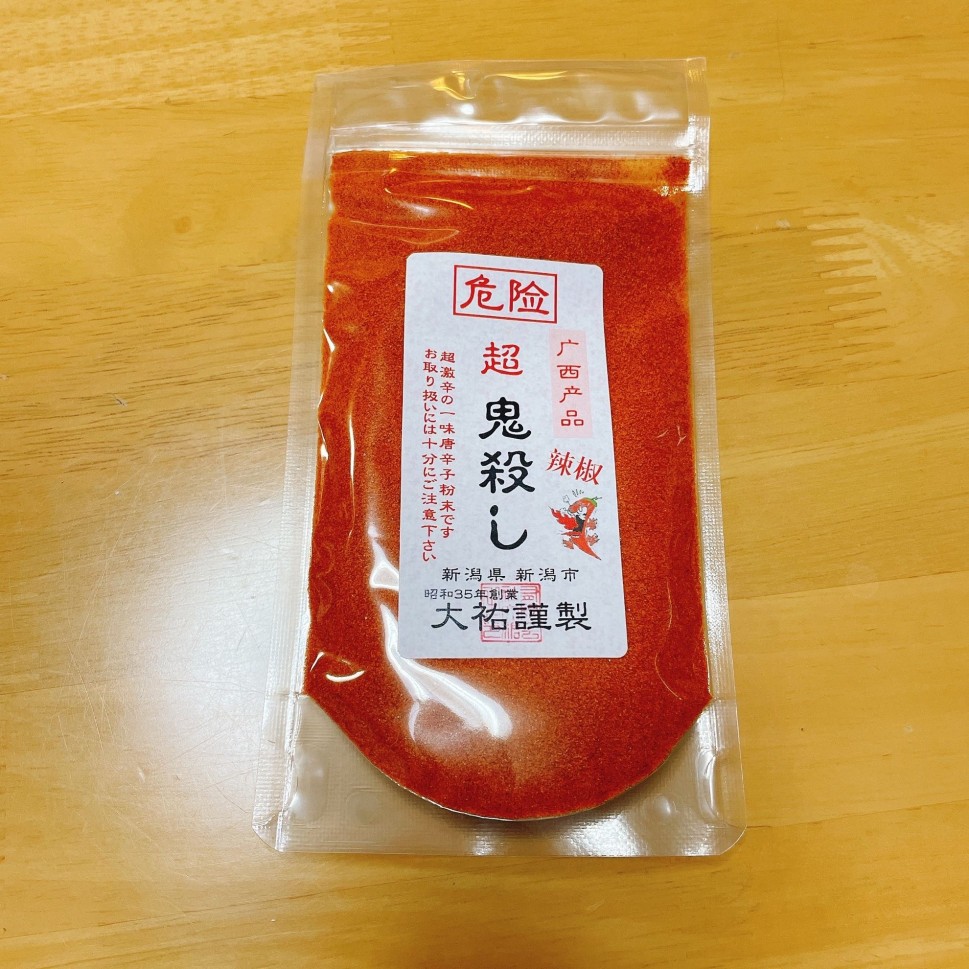 危险
广西产品
辣椒
超 鬼殺し
超激辛の一味唐辛子粉末です
お取り扱いには十分にご注意下さい
新潟県 新潟市
昭和35年創業
大祐謹製